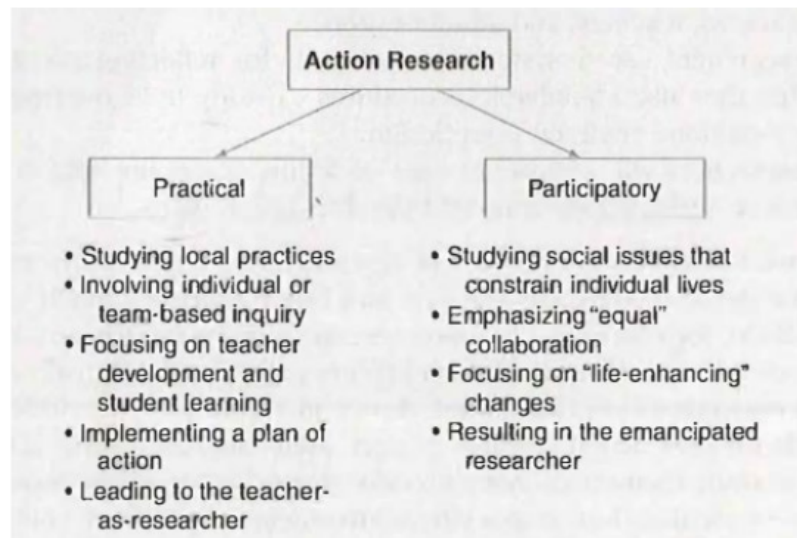 Action Research
Practical
• Studying local practices
• Involving individual or
team-based inquiry
• Focusing on teacher
development and
student learning
• Implementing a plan of
action
• Leading to the teacher-
as-researcher
Participatory
• Studying social issues that
constrain individual lives
• Emphasizing "equal"
collaboration
• Focusing on "life-enhancing"
changes
• Resulting in the emancipated
researcher